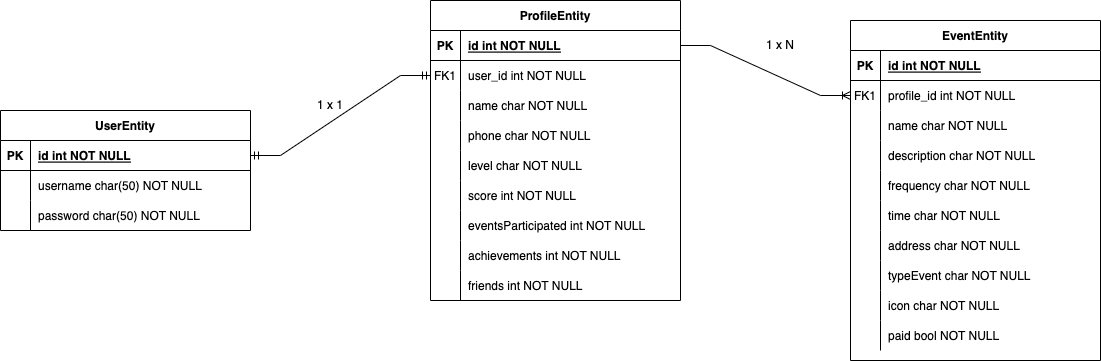 UserEntity
PK id int NOT NULL
username char(50) NOT NULL
password char(50) NOT NULL
1 x 1
ProfileEntity
PK id int NOT NULL
FK1 user_id int NOT NULL
name char NOT NULL
phone char NOT NULL
level char NOT NULL
score int NOT NULL
eventsParticipated int NOT NULL
achievements int NOT NULL
friends int NOT NULL
1 x N
EventEntity
PK id int NOT NULL
FK1 profile_id int NOT NULL
name char NOT NULL
description char NOT NULL
frequency char NOT NULL
time char NOT NULL
address char NOT NULL
typeEvent char NOT NULL
icon char NOT NULL
paid bool NOT NULL